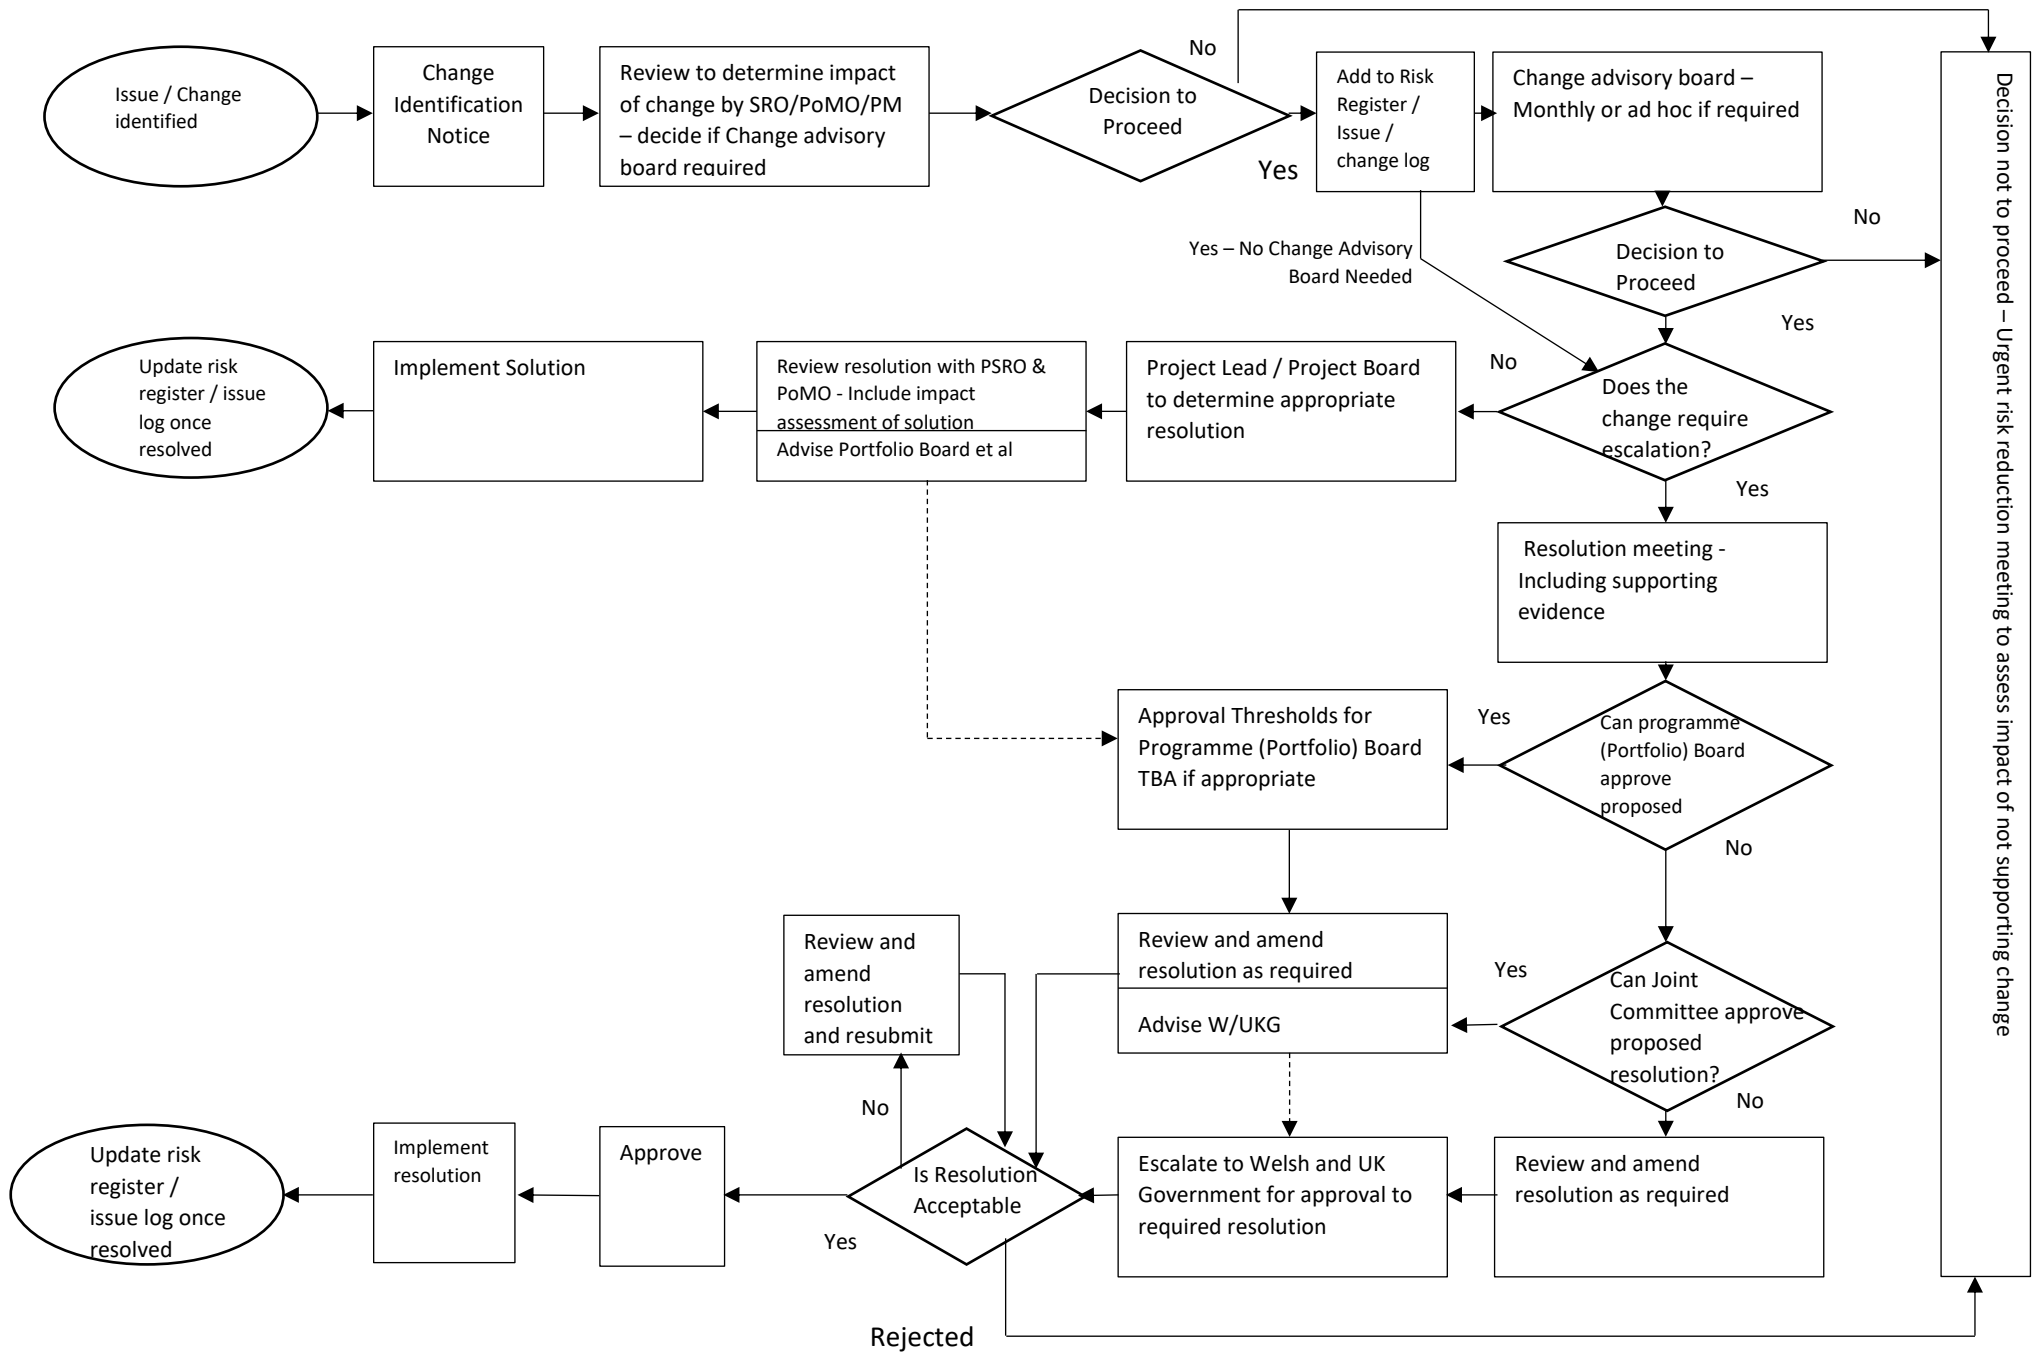 Issue / Change
identified
Change
Identification
Notice
Review to determine impact
of change by SRO/PoMO/PM
– decide if Change advisory
board required
Decision to
Proceed
No
Yes
Add to Risk
Register /
Issue /
change log
Change advisory board –
Monthly or ad hoc if required
Decision not to proceed – Urgent risk reduction meeting to assess impact of not supporting change
Yes – No Change Advisory
Board Needed
Decision to
Proceed
No
Yes
Update risk
register / issue
log once
resolved
Implement Solution
Review resolution with PSRO &
PoMO - Include impact
assessment of solution
Advise Portfolio Board et al
Project Lead / Project Board
to determine appropriate
resolution
No
Does the
change require
escalation?
Yes
Resolution meeting -
Including supporting
evidence
Approval Thresholds for
Programme (Portfolio) Board
TBA if appropriate
Yes
Can programme
(Portfolio) Board
approve
proposed
No
Review and
amend
resolution
and resubmit
Review and amend
resolution as required
Advise W/UKG
Yes
Can Joint
Committee approve
proposed
resolution?
No
No
Update risk
register /
issue log once
resolved
Implement
resolution
Approve
Yes
Is Resolution
Acceptable
Escalate to Welsh and UK
Government for approval to
required resolution
Review and amend
resolution as required
Rejected